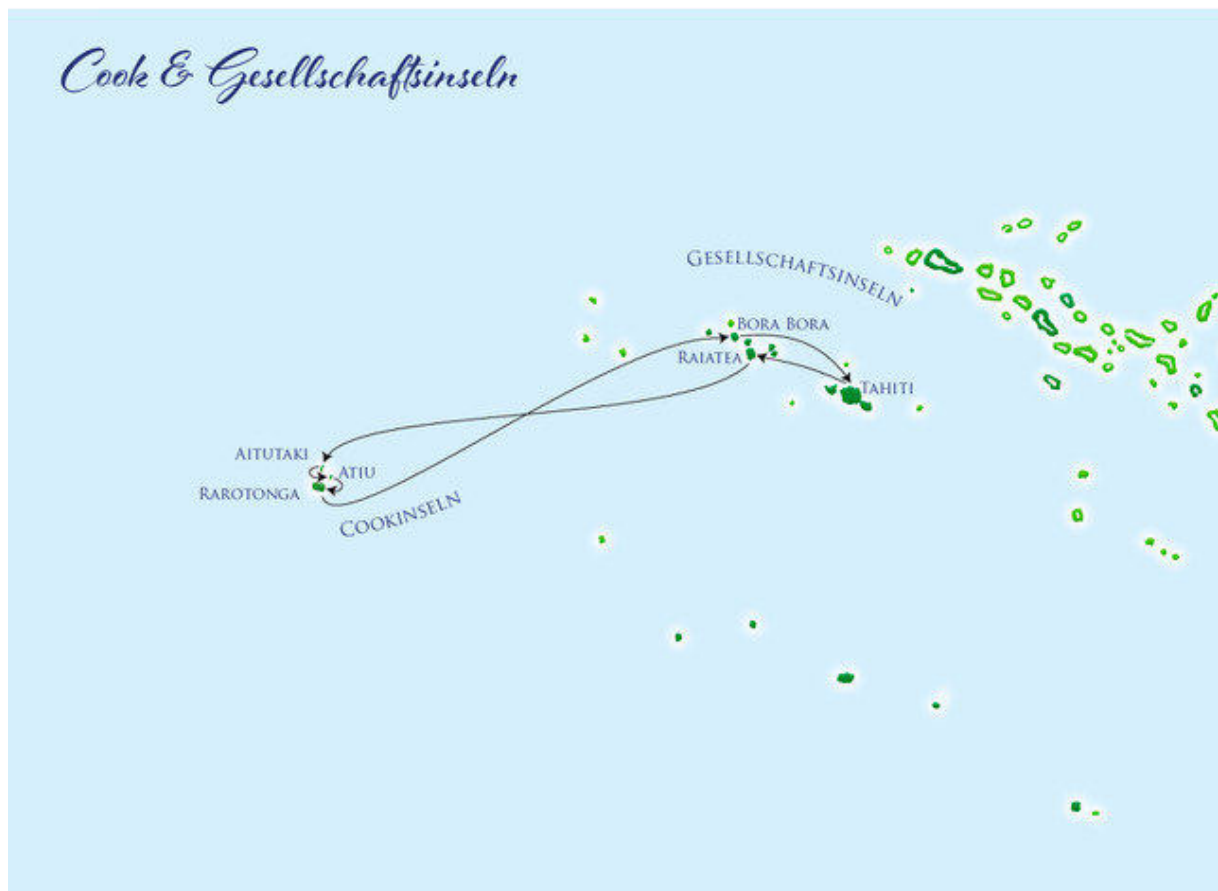 Cook & Gesellschaftsinseln
Gesellschaftsinseln
Bora Bora
Raiatea
Tahiti
Aitutaki
Atiu
Rarotonga
Cookinseln